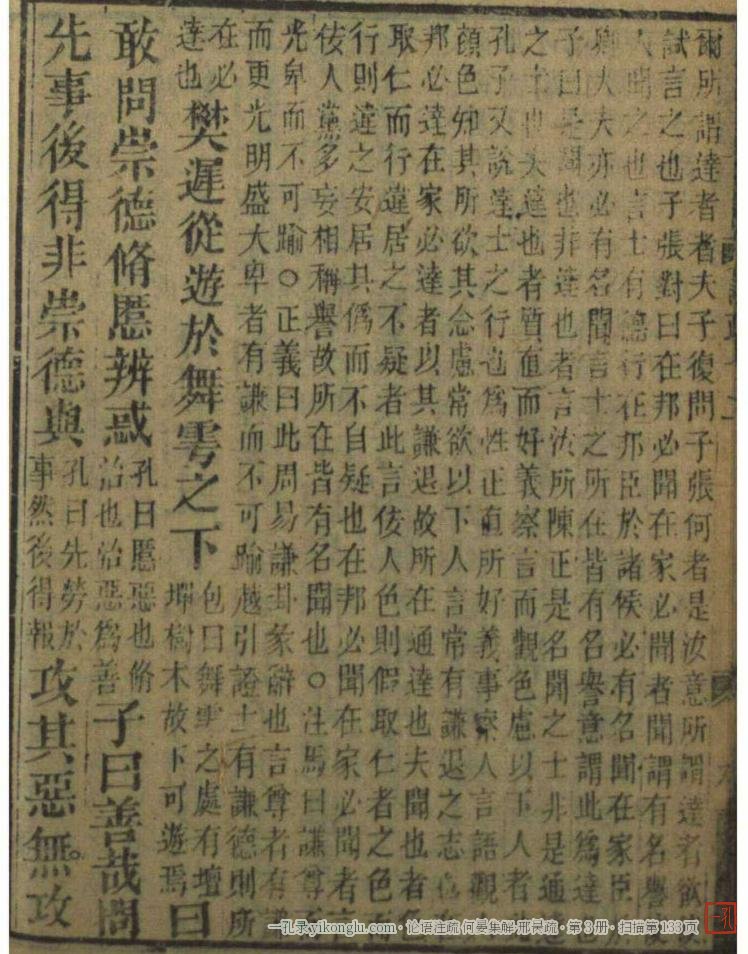 爾所謂達者者夫子復問子張何者是汝意所謂達者欲使
試言之也子張對曰在邦必聞在家必聞者聞謂有名譽使
人聞之也言士有德行在邦臣於諸侯必有名聞在家臣於
卿大夫亦必有名聞言士之所在皆有名譽意謂此為達也
子曰是聞也非達也者言汝所陳正是名聞之士非是通達
之士也夫達也者質直而好義察言而觀色慮以下人者
孔子又說達士之行也為性正直所好義事察人言語觀人
顏色知其所欲其念慮常欲以下人言常有謙退之志也在
邦必達在家必達者以其謙退故所在通達也夫聞也者色
取仁而行違居之不疑者此言佞人色則假取仁者之色而
行則違之安居其偽而不自疑也在邦必聞在家必聞者言
佞人黨多妄相稱譽故所在皆有名聞也○注馬曰謙尊而
光卑而不可踰○正義曰此周易謙卦彖辭也言尊者有謙
而更光明盛大卑者有謙而不可踰越引證士有謙德則所
在必
達也樊遲從遊於舞雩之下包曰舞雩之處有壇
墠樹木故下可遊焉曰
敢問崇德脩慝辨惑孔曰慝惡也脩
治也治惡為善子曰善哉問
先事後得非崇德與孔曰先勞於
事然後得報攻其惡無攻
一孔录yikonglu.com·论语注疏 何晏集解 邢昺疏·第3册·扫描第133页
一孔